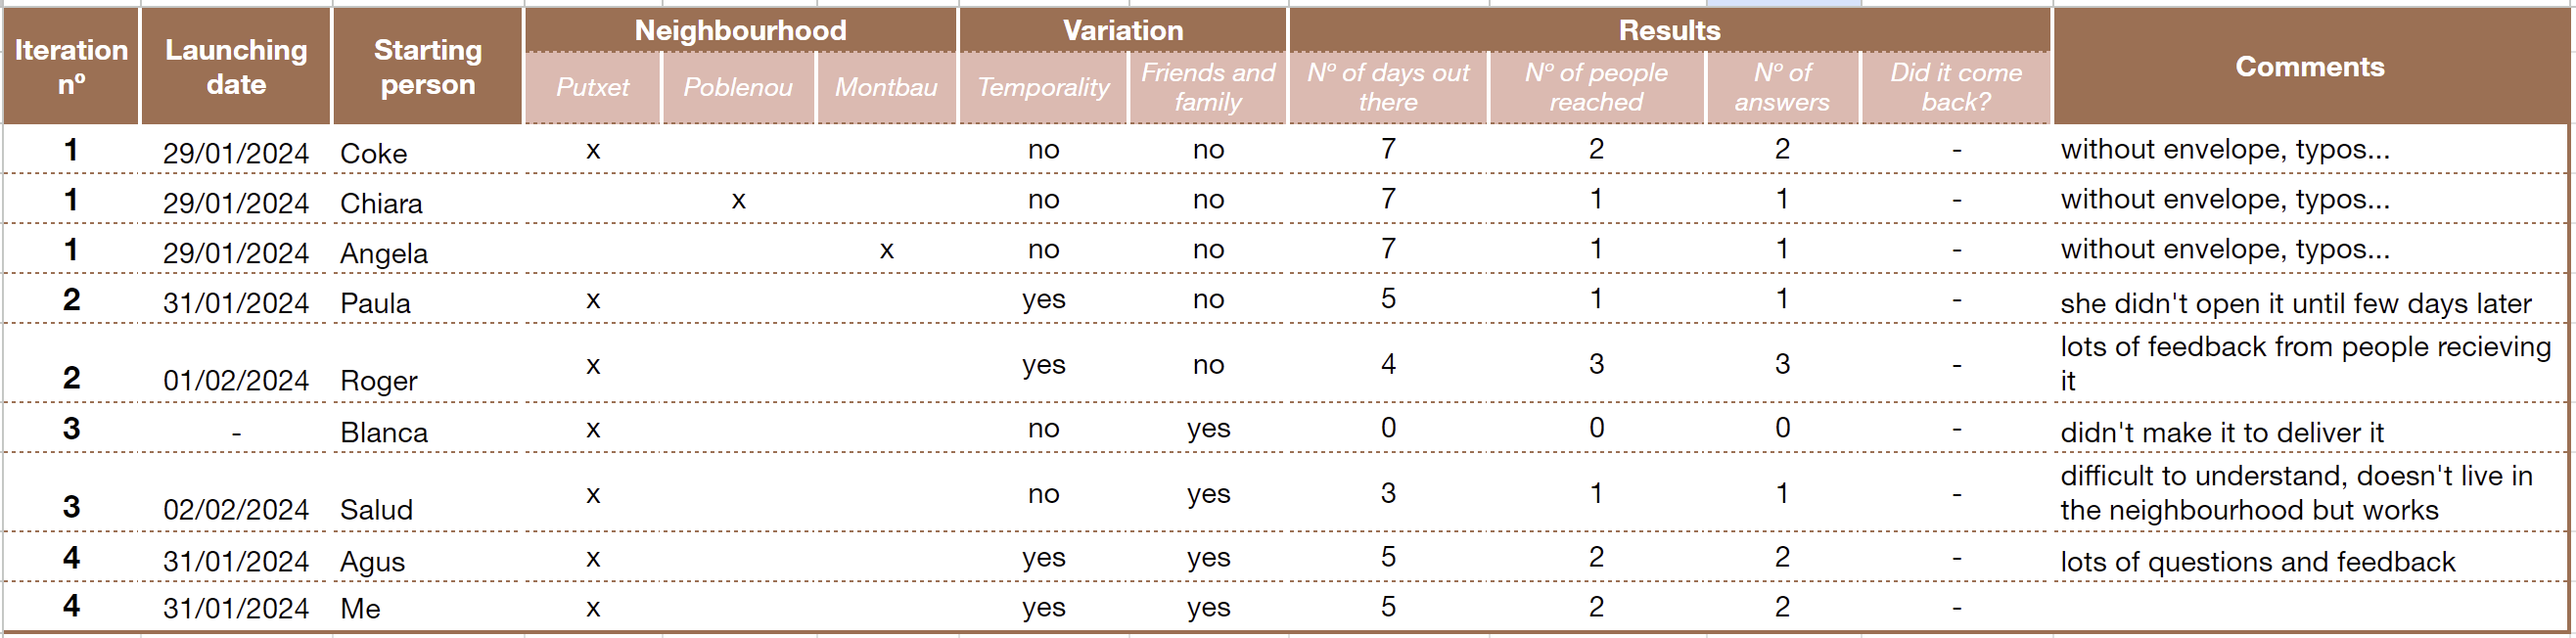 Iteration nº Launching date Starting person Neighbourhood Variation Results Comments
Putxet Poblenou Montbau Temporality Friends and family Nº of days out there Nº of people reached Nº of answers Did it come back?
1 29/01/2024 Coke x no no 7 2 2 - without envelope, typos...
1 29/01/2024 Chiara x no no 7 1 1 - without envelope, typos...
1 29/01/2024 Angela x no no 7 1 1 - without envelope, typos...
2 31/01/2024 Paula x yes no 5 1 1 - she didn't open it until few days later
2 01/02/2024 Roger x yes no 4 3 3 - lots of feedback from people recieving it
3 - Blanca x no yes 0 0 0 - didn't make it to deliver it
3 02/02/2024 Salud x no yes 3 1 1 - difficult to understand, doesn't live in the neighbourhood but works
4 31/01/2024 Agus x yes yes 5 2 2 - lots of questions and feedback
4 31/01/2024 Me x yes yes 5 2 2 -